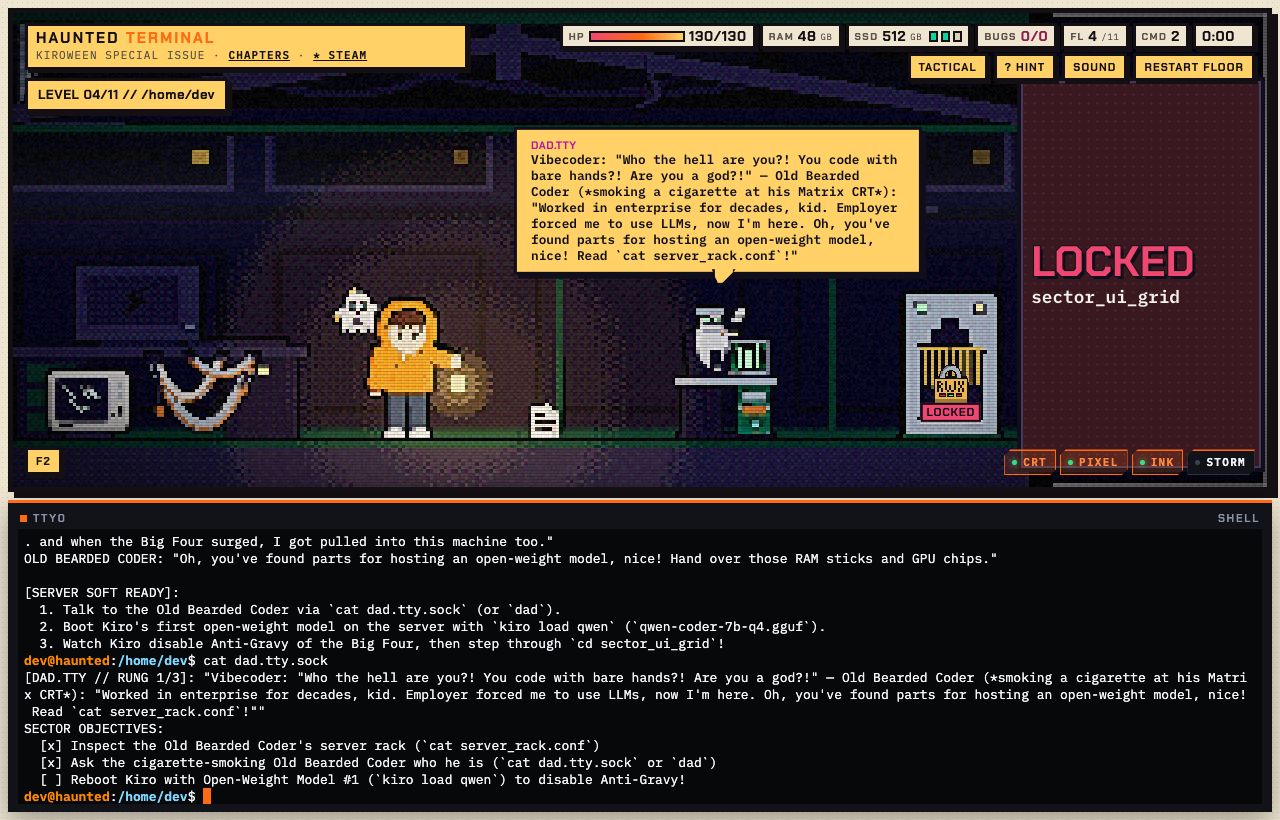 HAUNTED TERMINAL
KIROWEEN SPECIAL ISSUE · CHAPTERS · * STEAM
HP 130/130
RAM 48 GB
SSD 512 GB
BUGS 0/0
FL 4 /11
CMD 2
0:00
TACTICAL
? HINT
SOUND
RESTART FLOOR
LEVEL 04/11 // /home/dev
DAD.TTY
Vibecoder: "Who the hell are you?! You code with
bare hands?! Are you a god?!" — Old Bearded
Coder (*smoking a cigarette at his Matrix CRT*):
"Worked in enterprise for decades, kid. Employer
forced me to use LLMs, now I'm here. Oh, you've
found parts for hosting an open-weight model,
nice! Read `cat server_rack.conf`!"
LOCKED
sector_ui_grid
RWX
LOCKED
F2
CRT
PIXEL
INK
STORM
TTY0
SHELL
. and when the Big Four surged, I got pulled into this machine too."
OLD BEARDED CODER: "Oh, you've found parts for hosting an open-weight model, nice! Hand over those RAM sticks and GPU chips."
[SERVER SOFT READY]:
1. Talk to the Old Bearded Coder via `cat dad.tty.sock` (or `dad`).
2. Boot Kiro's first open-weight model on the server with `kiro load qwen` (`qwen-coder-7b-q4.gguf`).
3. Watch Kiro disable Anti-Gravy of the Big Four, then step through `cd sector_ui_grid`!
dev@haunted:/home/dev$ cat dad.tty.sock
[DAD.TTY // RUNG 1/3]: "Vibecoder: "Who the hell are you?! You code with bare hands?! Are you a god?!" — Old Bearded Coder (*smoking a cigarette at his Matri
x CRT*): "Worked in enterprise for decades, kid. Employer forced me to use LLMs, now I'm here. Oh, you've found parts for hosting an open-weight model, nice!
Read `cat server_rack.conf`!""
SECTOR OBJECTIVES:
[x] Inspect the Old Bearded Coder's server rack (`cat server_rack.conf`)
[x] Ask the cigarette-smoking Old Bearded Coder who he is (`cat dad.tty.sock` or `dad`)
[ ] Reboot Kiro with Open-Weight Model #1 (`kiro load qwen`) to disable Anti-Gravy!
dev@haunted:/home/dev$